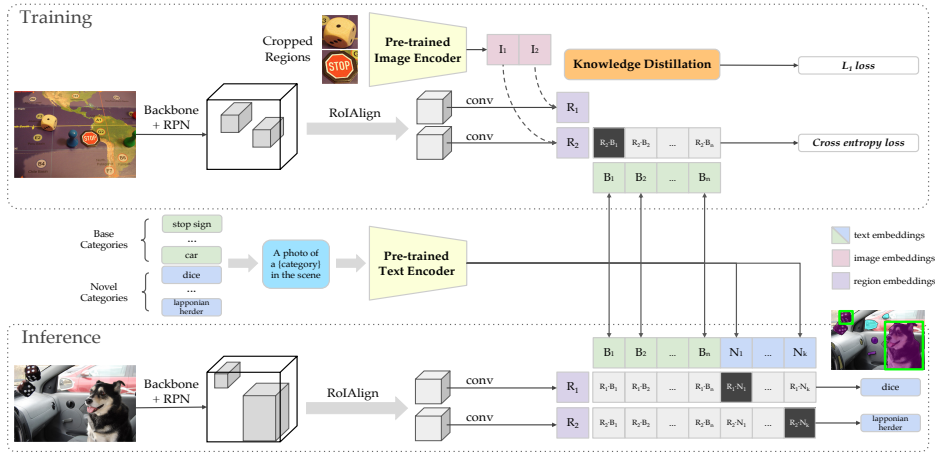 Training
Cropped
Regions
Pre-trained
Image Encoder
I₁ I₂
Knowledge Distillation
L₁ loss
Backbone
+ RPN
RoIAlign
conv
R₁
conv
R₂
R₂·B₁ R₂·B₂ ... R₂·Bₙ
Cross entropy loss
B₁ B₂ ... Bₙ
STOP
STOP
Base
Categories
stop sign
...
car
Novel
Categories
dice
...
lapponian
herder
A photo of
a {category}
in the scene
Pre-trained
Text Encoder
text embeddings
image embeddings
region embeddings
Inference
Backbone
+ RPN
RoIAlign
conv
conv
B₁ B₂ ... Bₙ N₁ ... Nₖ
R₁
R₁·B₁ R₁·B₂ ... R₁·Bₙ R₁·N₁ ... R₁·Nₖ
dice
R₂
R₂·B₁ R₂·B₂ ... R₂·Bₙ R₂·N₁ ... R₂·Nₖ
lapponian
herder